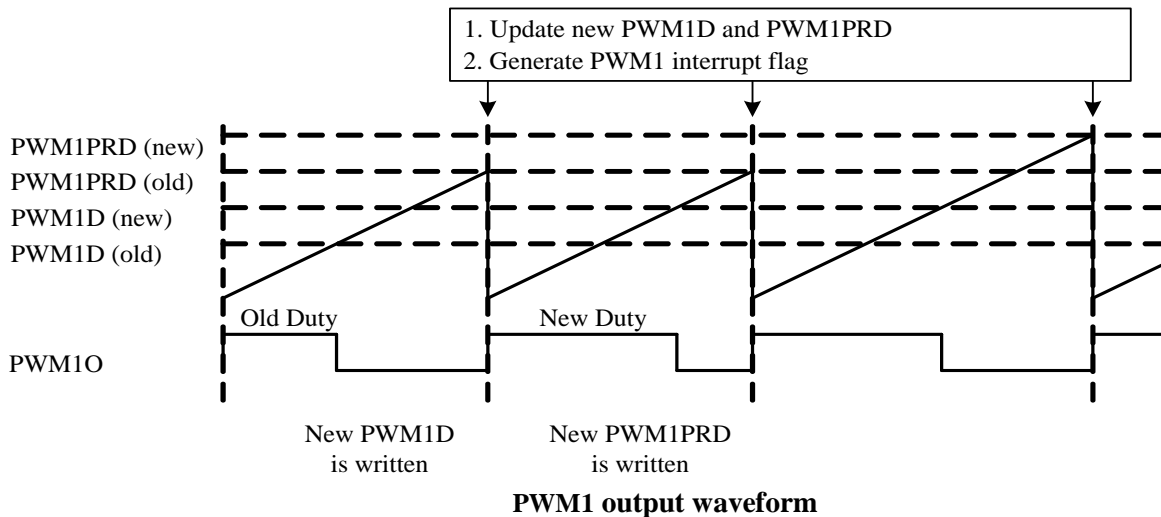 1. Update new PWM1D and PWM1PRD
2. Generate PWM1 interrupt flag
PWM1PRD (new)
PWM1PRD (old)
PWM1D (new)
PWM1D (old)
Old Duty
New Duty
PWM1O
New PWM1D
is written
New PWM1PRD
is written
PWM1 output waveform